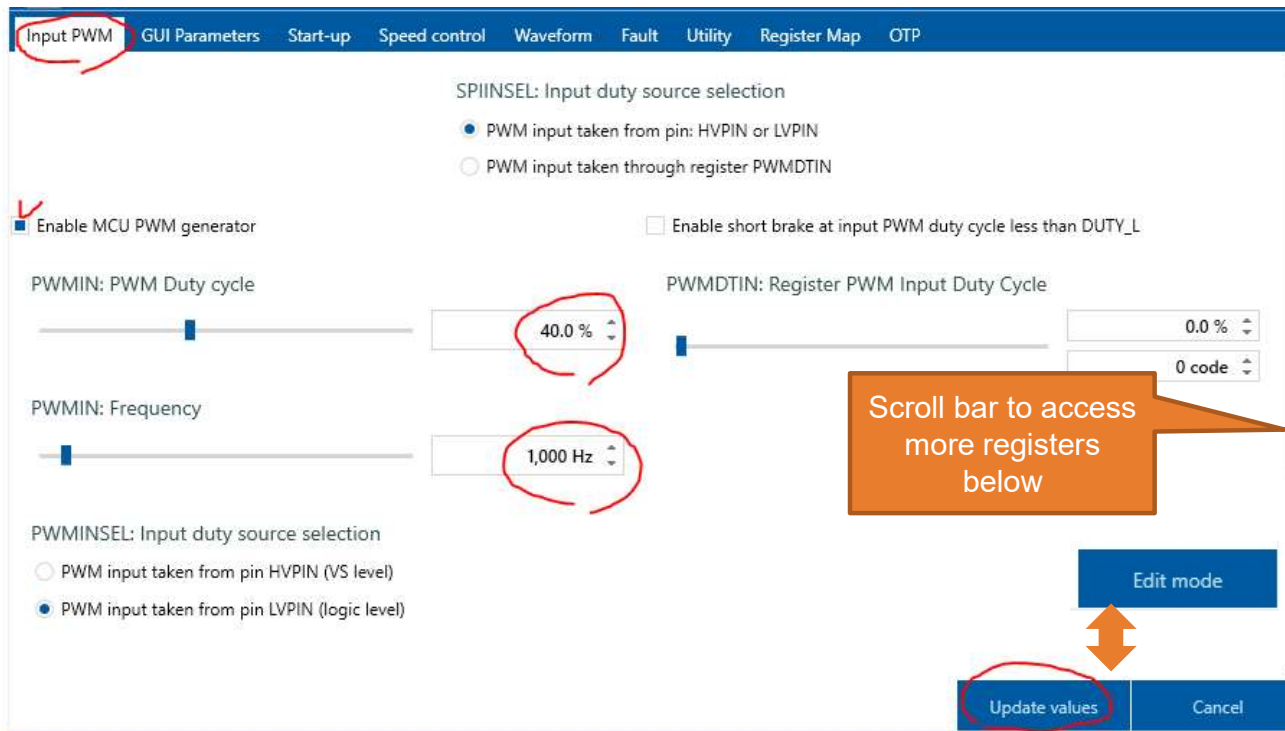 Input PWM GUI Parameters Start-up Speed control Waveform Fault Utility Register Map OTP
SPIINSEL: Input duty source selection
PWM input taken from pin: HVPIN or LVPIN
PWM input taken through register PWMDTIN
Enable MCU PWM generator
Enable short brake at input PWM duty cycle less than DUTY_L
PWMIN: PWM Duty cycle
40.0 %
PWMDTIN: Register PWM Input Duty Cycle
0.0 %
0 code
PWMIN: Frequency
1,000 Hz
Scroll bar to access
more registers
below
PWMINSEL: Input duty source selection
PWM input taken from pin HVPIN (VS level)
PWM input taken from pin LVPIN (logic level)
Edit mode
Update values
Cancel